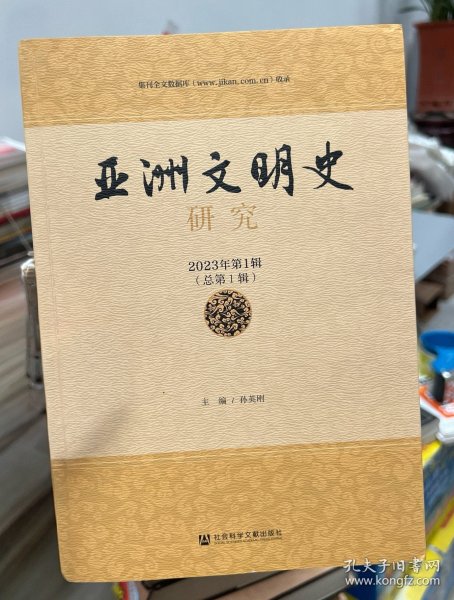 集刊全文数据库（www.jikan.com.cn）收录
亚洲文明史
研究
2023年第1辑
（总第1辑）
主 编 / 孙英刚
社会科学文献出版社
孔夫子旧书网
www.kongfz.com